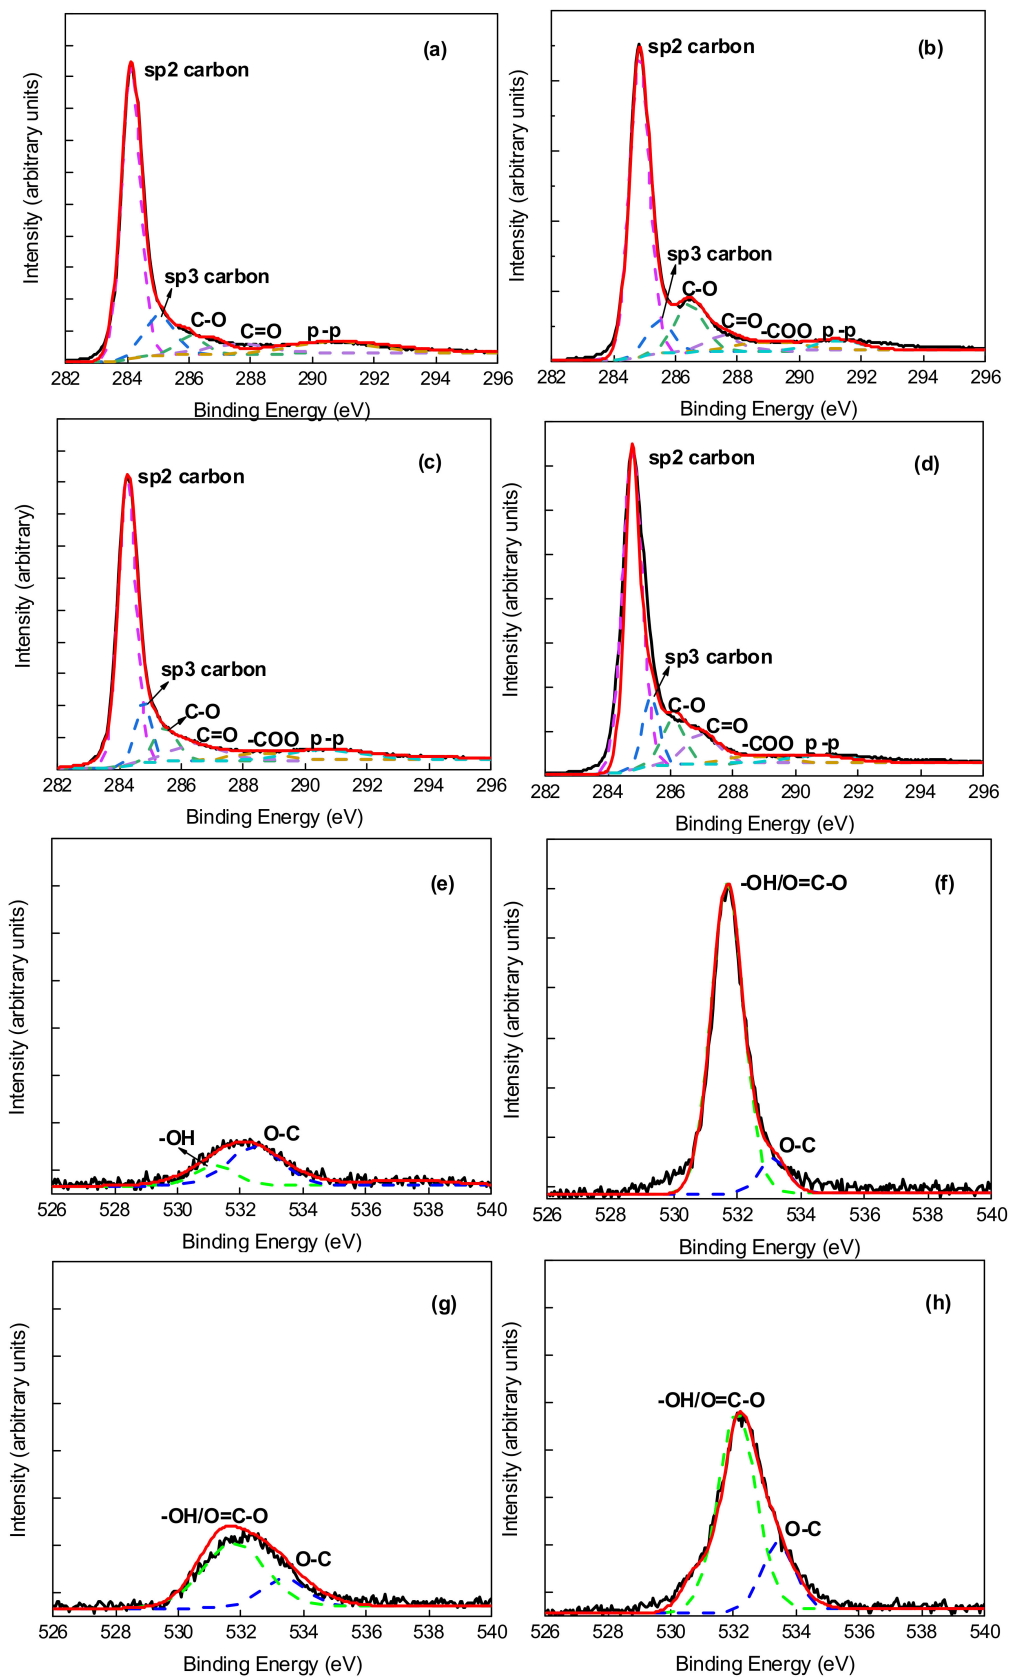 (a)
sp2 carbon
sp3 carbon
C-O
C=O
p -p
Intensity (arbitrary units)
282 284 286 288 290 292 294 296
Binding Energy (eV)
(b)
sp2 carbon
sp3 carbon
C-O
C=O
-COO
p -p
Intensity (arbitrary units)
282 284 286 288 290 292 294 296
Binding Energy (eV)
(c)
sp2 carbon
sp3 carbon
C-O
C=O
-COO
p -p
Intensity (arbitrary)
282 284 286 288 290 292 294 296
Binding Energy (eV)
(d)
sp2 carbon
sp3 carbon
C-O
C=O
-COO
p -p
Intensity (arbitrary units)
282 284 286 288 290 292 294 296
Binding Energy (eV)
(e)
-OH
O-C
Intensity (arbitrary units)
526 528 530 532 534 536 538 540
Binding Energy (eV)
(f)
-OH/O=C-O
O-C
Intensity (arbitrary units)
526 528 530 532 534 536 538 540
Binding Energy (eV)
(g)
-OH/O=C-O
O-C
Intensity (arbitrary units)
526 528 530 532 534 536 538 540
Binding Energy (eV)
(h)
-OH/O=C-O
O-C
Intensity (arbitrary units)
526 528 530 532 534 536 538 540
Binding Energy (eV)